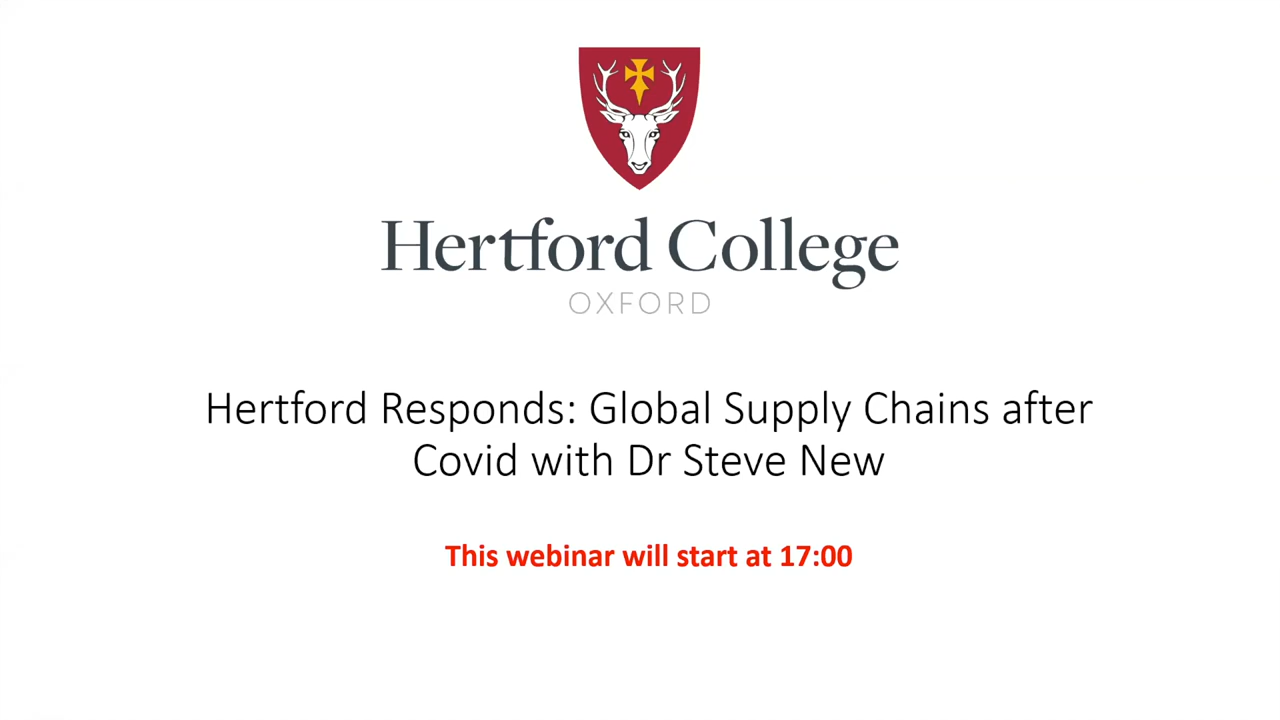 Hertford College
OXFORD
Hertford Responds: Global Supply Chains after
Covid with Dr Steve New
This webinar will start at 17:00